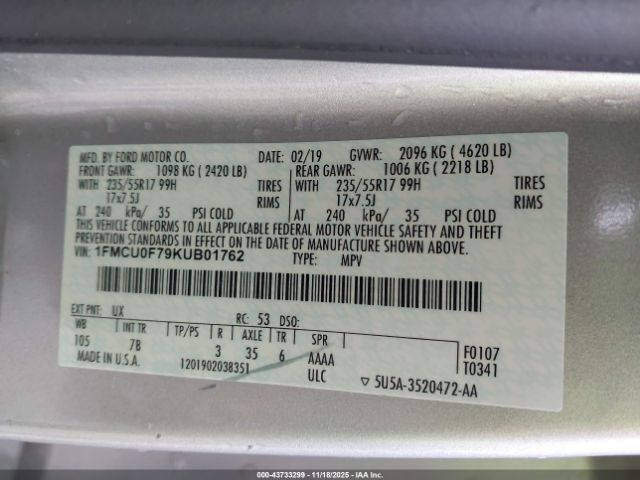 MFD. BY FORD MOTOR CO. DATE: 02/19 GVWR: 2096 KG ( 4620 LB)
FRONT GAWR: 1098 KG ( 2420 LB) REAR GAWR: 1006 KG ( 2218 LB)
WITH 235/55R17 99H TIRES WITH 235/55R17 99H TIRES
17x7.5J RIMS 17x7.5J RIMS
AT 240 kPa/ 35 PSI COLD AT 240 kPa/ 35 PSI COLD
THIS VEHICLE CONFORMS TO ALL APPLICABLE FEDERAL MOTOR VEHICLE SAFETY AND THEFT
PREVENTION STANDARDS IN EFFECT ON THE DATE OF MANUFACTURE SHOWN ABOVE.
VIN: 1FMCU0F79KUB01762 TYPE: MPV
EXT PNT: UX RC: 53 DSO:
WB INT TR TP/PS R AXLE TR SPR
105 7B 3 35 6 AAAA F0107
MADE IN U.S.A. 1201902038351 ULC T0341
▽ 5U5A-3520472-AA
000-43733299 - 11/18/2025 - IAA Inc.